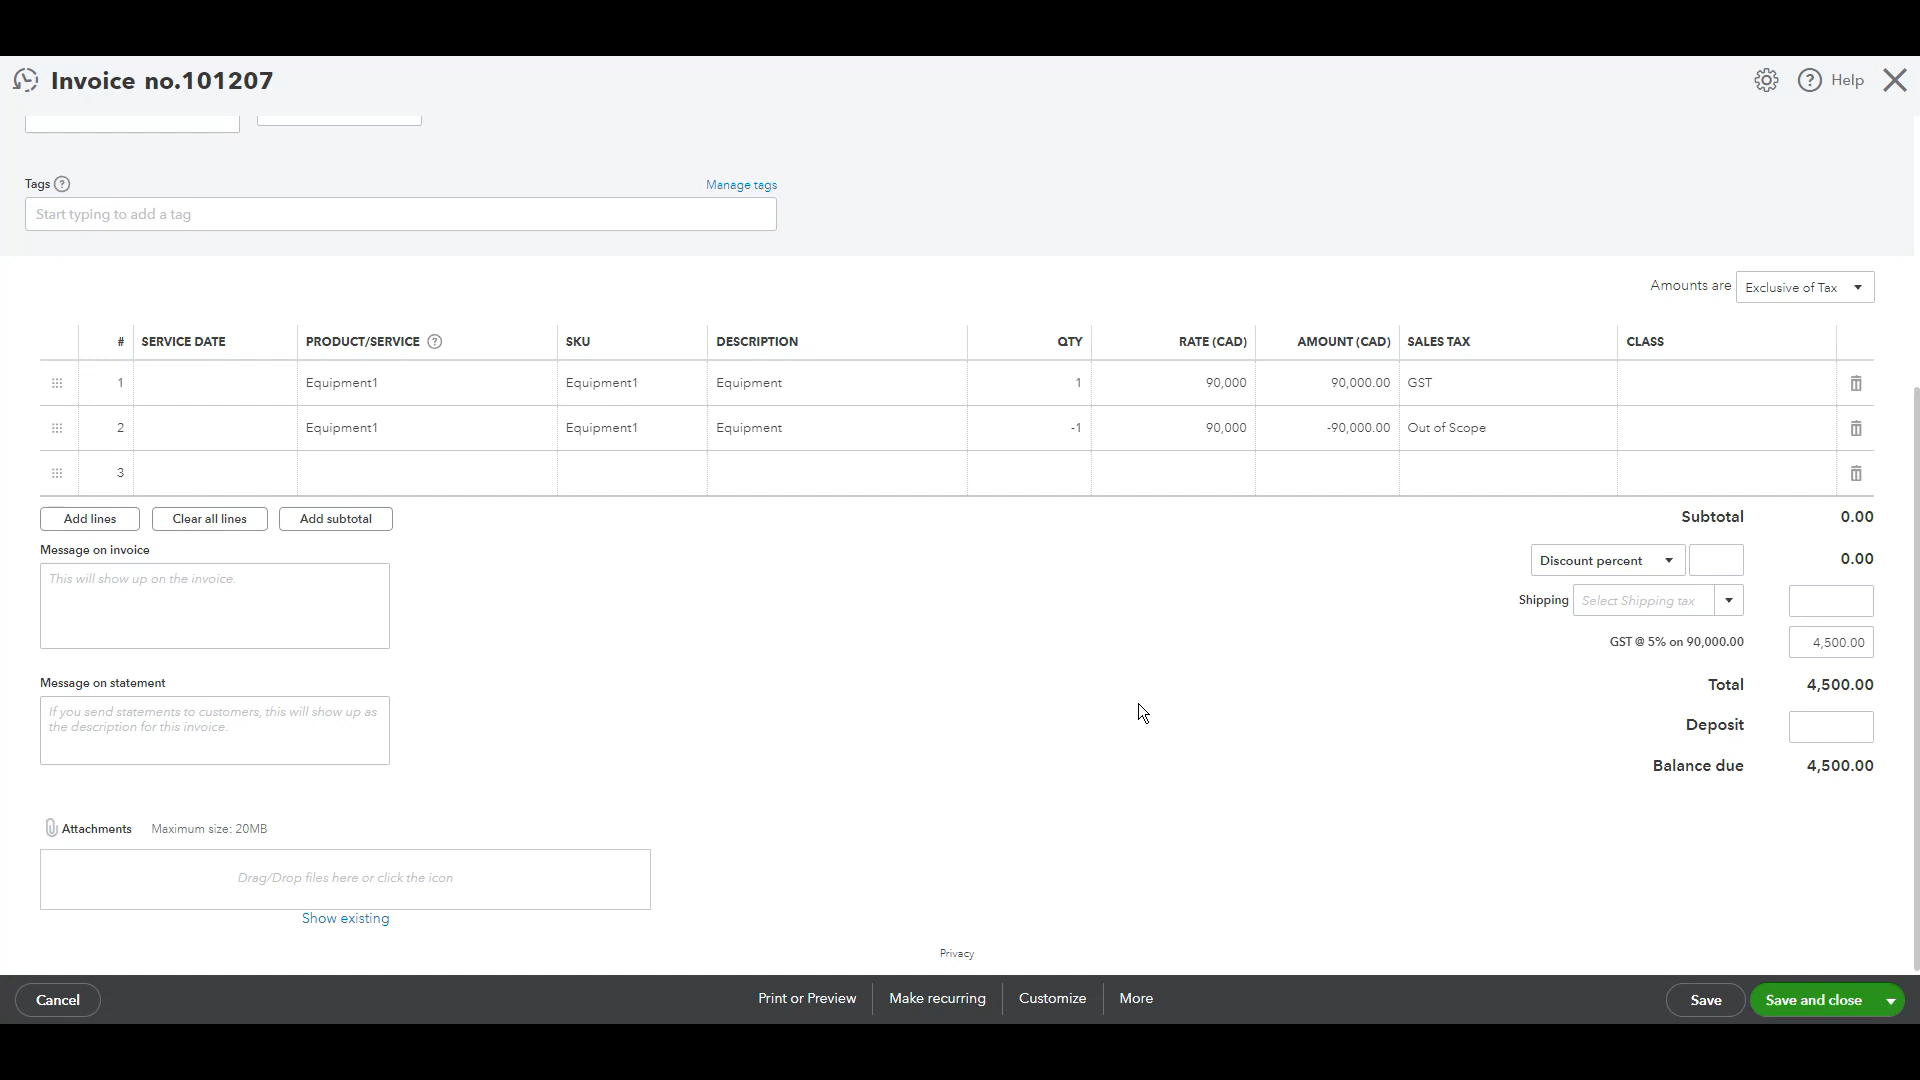 Invoice no.101207
Help
Tags
Manage tags
Start typing to add a tag
Amounts are Exclusive of Tax
# SERVICE DATE PRODUCT/SERVICE SKU DESCRIPTION QTY RATE (CAD) AMOUNT (CAD) SALES TAX CLASS
1 Equipment1 Equipment1 Equipment 1 90,000 90,000.00 GST
2 Equipment1 Equipment1 Equipment -1 90,000 -90,000.00 Out of Scope
3
Add lines Clear all lines Add subtotal
Subtotal 0.00
Message on invoice
This will show up on the invoice.
Discount percent 0.00
Shipping Select Shipping tax
GST @ 5% on 90,000.00 4,500.00
Message on statement
If you send statements to customers, this will show up as
the description for this invoice.
Total 4,500.00
Deposit
Balance due 4,500.00
Attachments Maximum size: 20MB
Drag/Drop files here or click the icon
Show existing
Privacy
Cancel Print or Preview Make recurring Customize More Save Save and close